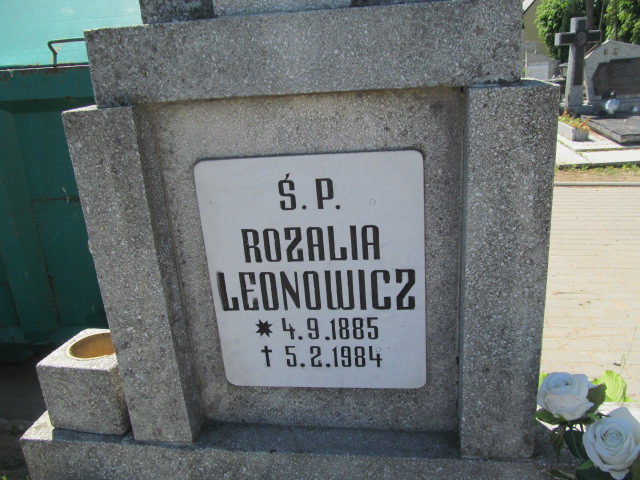 Ś. P.
ROZALIA
LEONOWICZ
* 4.9.1885
† 5.2.1984